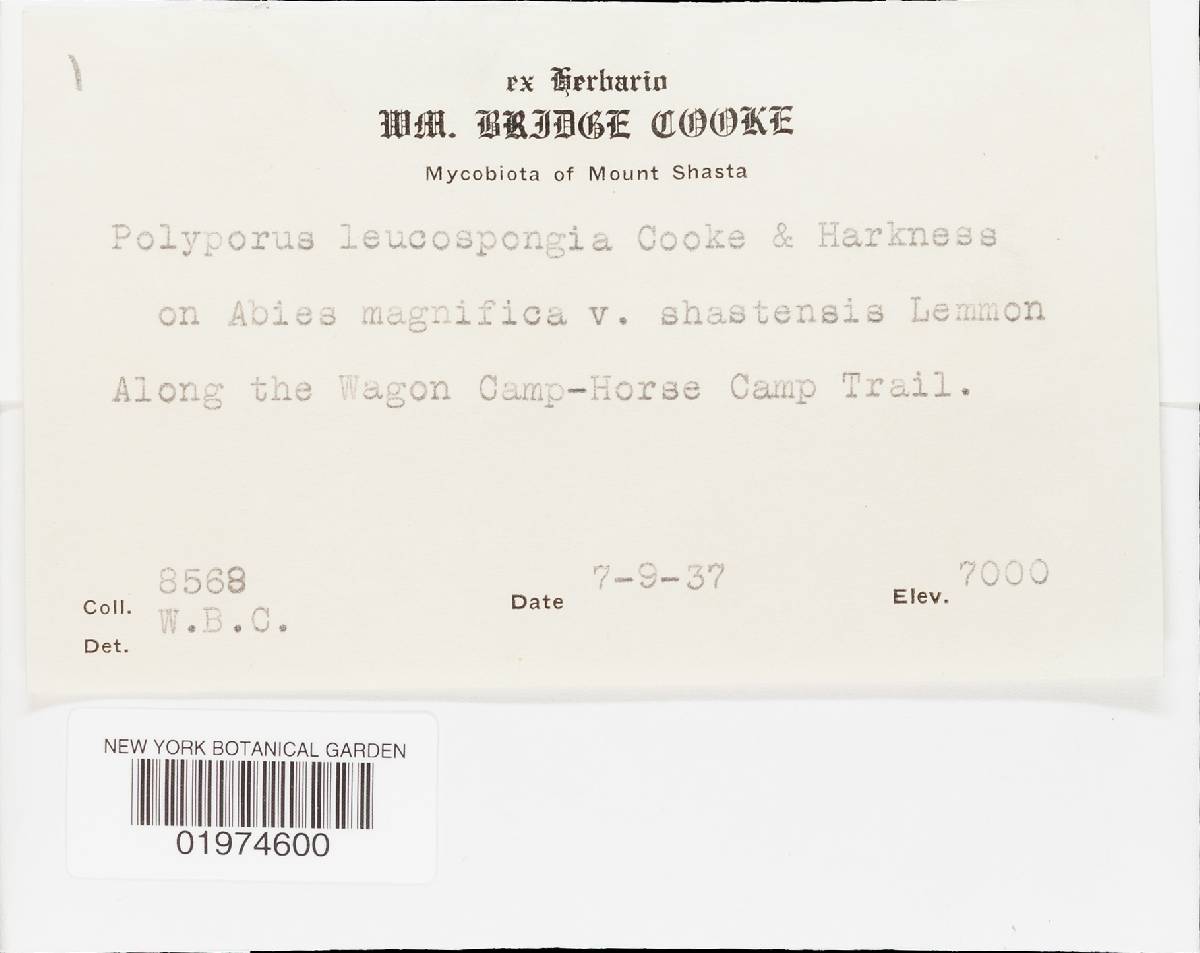 ex Herbario
WM. BRIDGE COOKE
Mycobiota of Mount Shasta
Polyporus leucospongia Cooke & Harkness
on Abies magnifica v. shastensis Lemmon
Along the Wagon Camp-Horse Camp Trail.
Coll. 8568 Date 7-9-37 Elev. 7000
Det. W.B.C.
NEW YORK BOTANICAL GARDEN
01974600